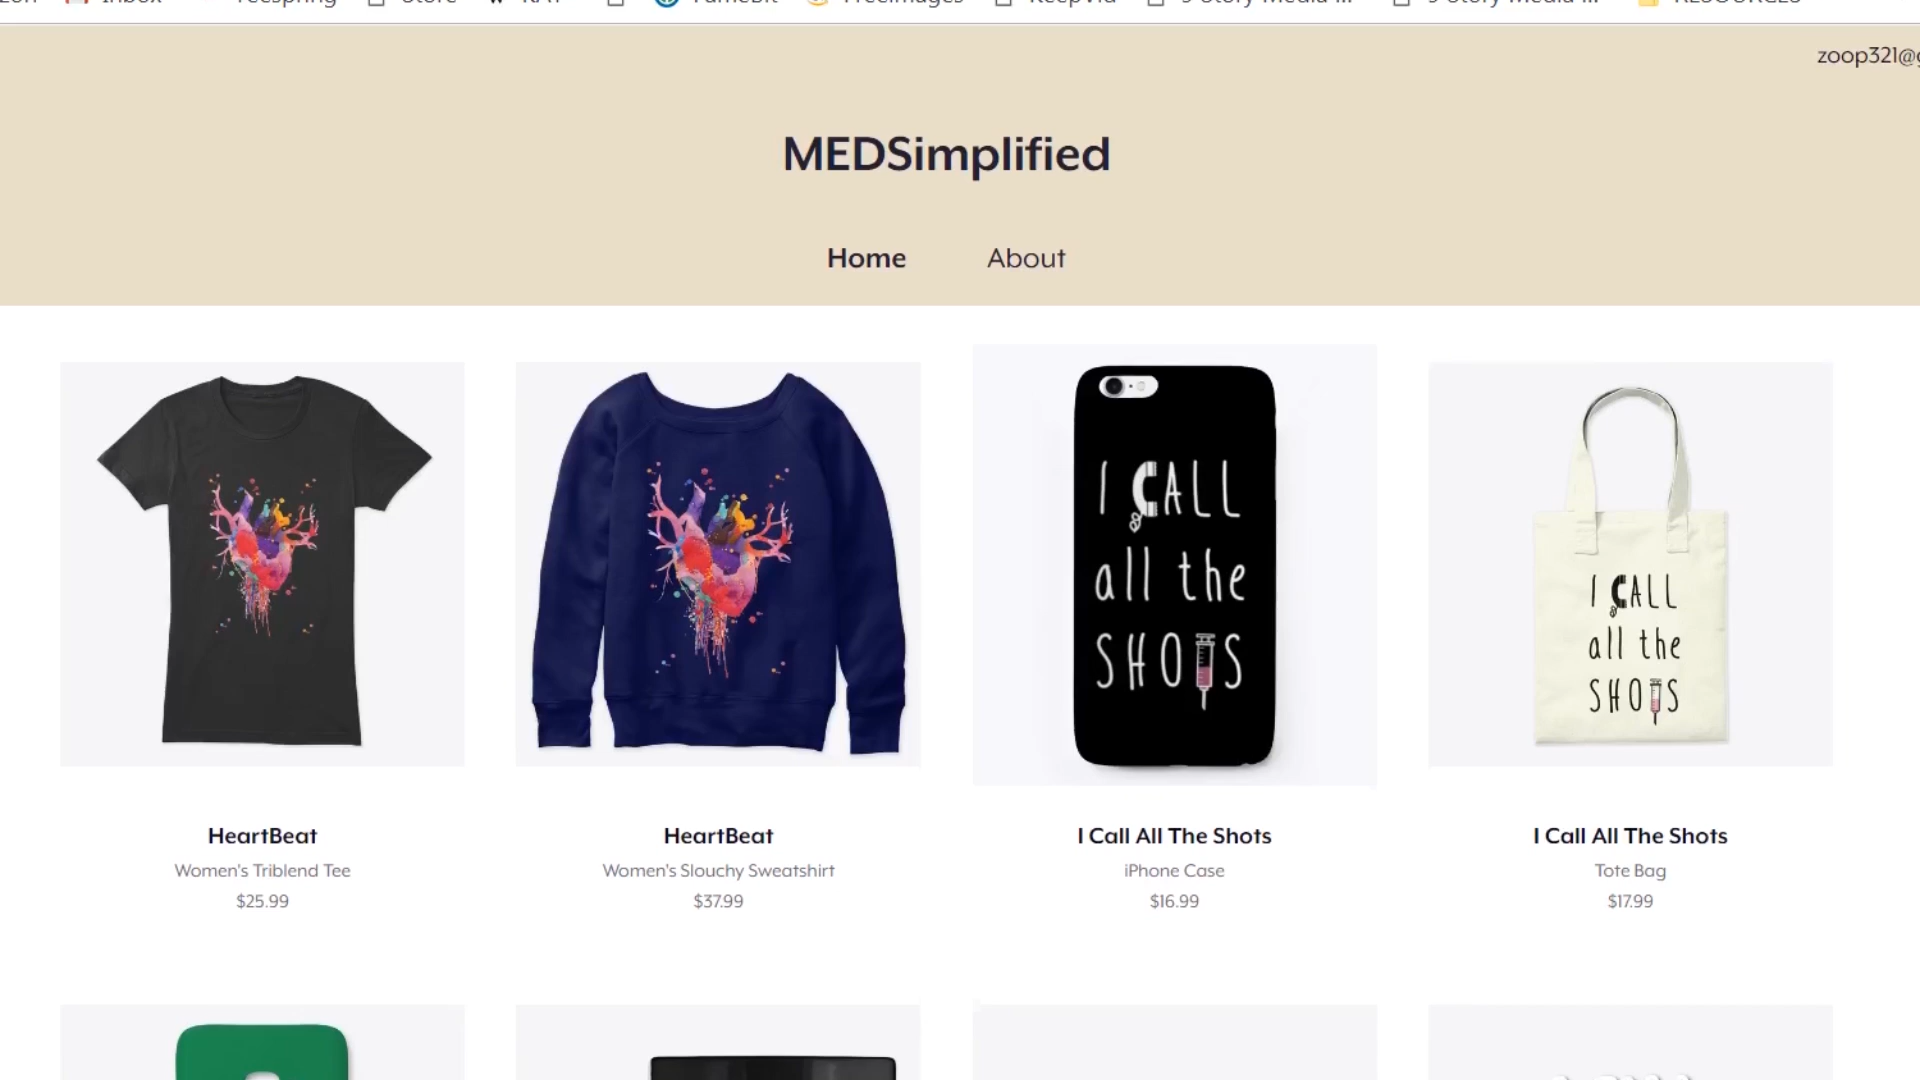 zoop321@g
MEDSimplified
Home About
I CALL
all the
SHOTS
I CALL
all the
SHOTS
HeartBeat
Women's Triblend Tee
$25.99
HeartBeat
Women's Slouchy Sweatshirt
$37.99
I Call All The Shots
iPhone Case
$16.99
I Call All The Shots
Tote Bag
$17.99